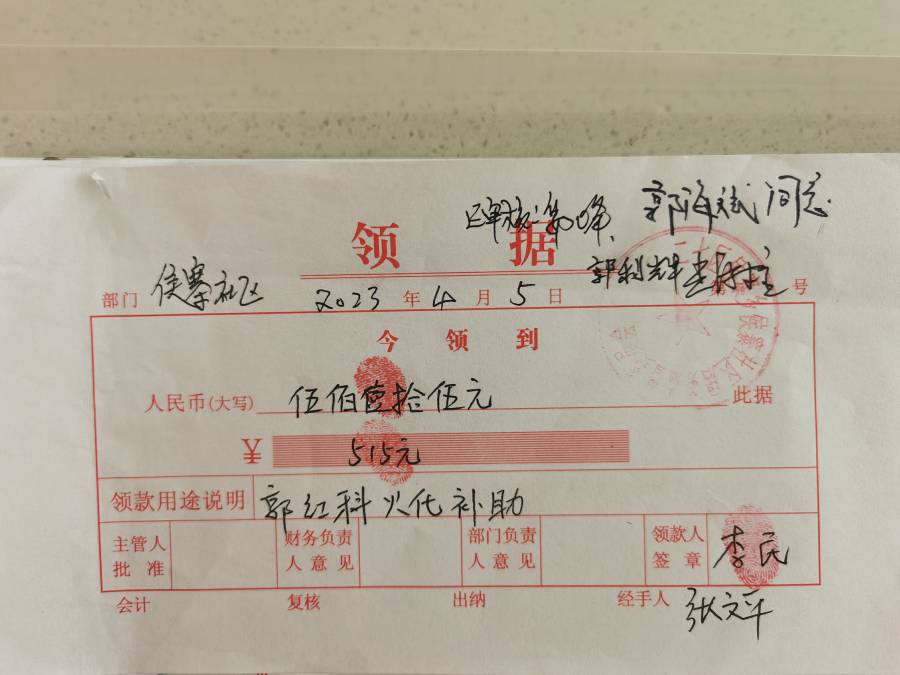 郭海斌同志
领据
部门 侯寨社区 2023年4月5日 号
今领到
人民币(大写) 伍佰壹拾伍元 此据
¥ 515元
领款用途说明 郭红科火化补助
主管人批准 财务负责人意见 部门负责人意见 领款人签章 李民
会计 复核 出纳 经手人 张文平